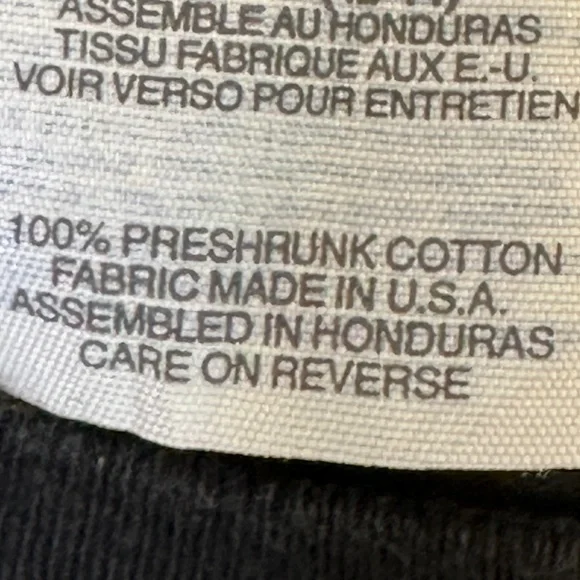 ASSEMBLE AU HONDURAS
TISSU FABRIQUE AUX E.-U.
VOIR VERSO POUR ENTRETIEN
100% PRESHRUNK COTTON
FABRIC MADE IN U.S.A.
ASSEMBLED IN HONDURAS
CARE ON REVERSE